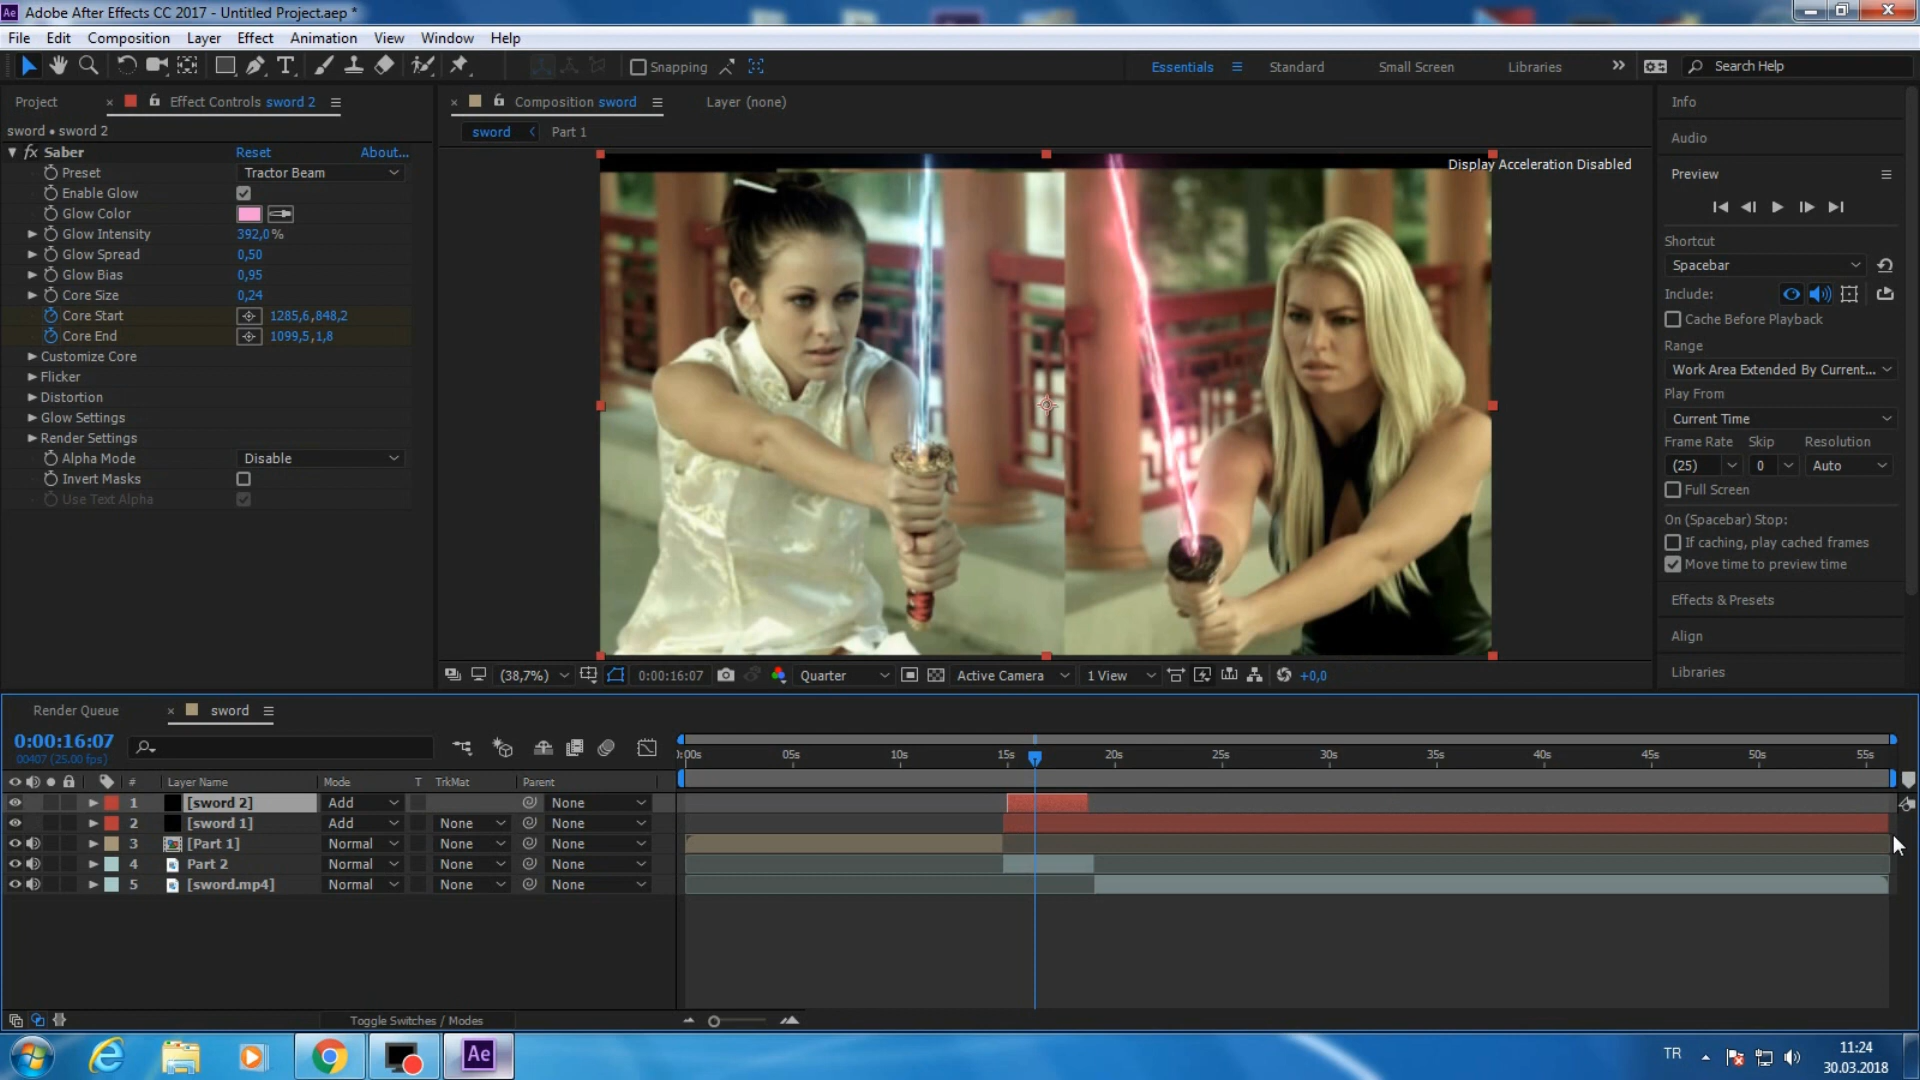 Adobe After Effects CC 2017 - Untitled Project.aep *
File Edit Composition Layer Effect Animation View Window Help
Snapping Essentials Standard Small Screen Libraries Search Help
Project Effect Controls sword 2 Composition sword Layer (none)
sword • sword 2
sword Part 1
fx Saber Reset About...
Preset Tractor Beam
Enable Glow
Glow Color
Glow Intensity 392,0%
Glow Spread 0,50
Glow Bias 0,95
Core Size 0,24
Core Start 1285,6,848,2
Core End 1099,5,1,8
Customize Core
Flicker
Distortion
Glow Settings
Render Settings
Alpha Mode Disable
Invert Masks
Use Text Alpha
Display Acceleration Disabled
(38,7%) 0:00:16:07 Quarter Active Camera 1 View +0,0
Info
Audio
Preview
Shortcut
Spacebar
Include:
Cache Before Playback
Range
Work Area Extended By Current...
Play From
Current Time
Frame Rate Skip Resolution
(25) 0 Auto
Full Screen
On (Spacebar) Stop:
If caching, play cached frames
Move time to preview time
Effects & Presets
Align
Libraries
Render Queue sword
0:00:16:07
00407 (25.00 fps)
:00s 05s 10s 15s 20s 25s 30s 35s 40s 45s 50s 55s
# Layer Name Mode T TrkMat Parent
1 [sword 2] Add None
2 [sword 1] Add None None
3 [Part 1] Normal None None
4 Part 2 Normal None None
5 [sword.mp4] Normal None None
Toggle Switches / Modes
Ae
TR
11:24
30.03.2018